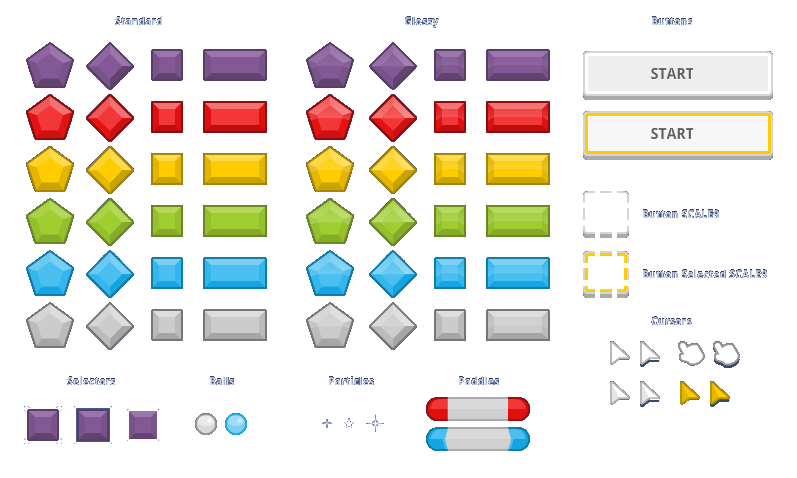 Standard
Glossy
Buttons
START
START
Button SCALE9
Button Selected SCALE9
Cursors
Selectors
Balls
Particles
Paddles